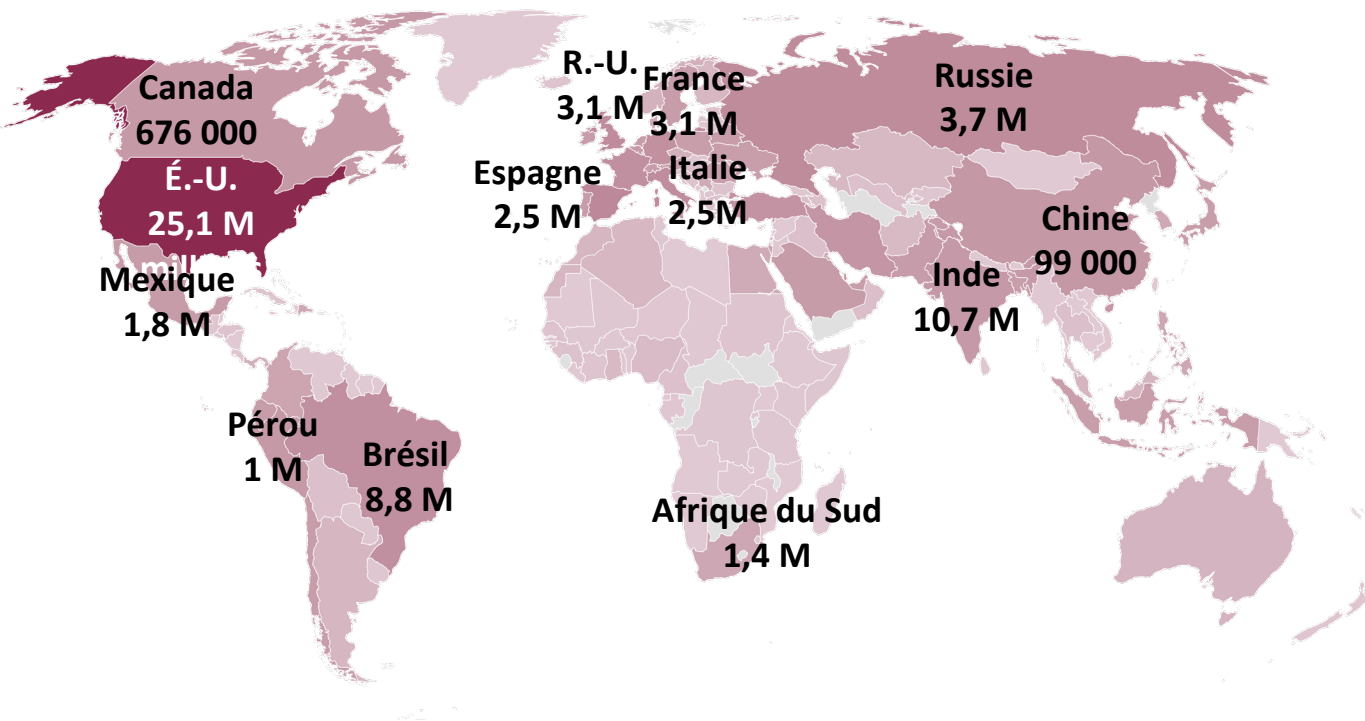 Canada
676 000
É.-U.
25,1 M
Mexique
1,8 M
Pérou
1 M
Brésil
8,8 M
R.-U.
3,1 M
France
3,1 M
Espagne
2,5 M
Italie
2,5M
Russie
3,7 M
Chine
99 000
Inde
10,7 M
Afrique du Sud
1,4 M